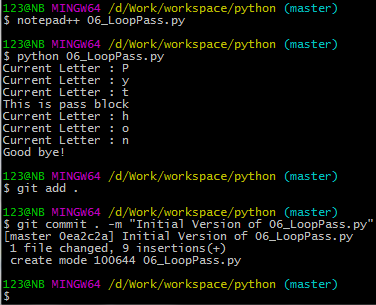 123@NB MINGW64 /d/Work/workspace/python (master)
$ notepad++ 06_LoopPass.py
123@NB MINGW64 /d/Work/workspace/python (master)
$ python 06_LoopPass.py
Current Letter : P
Current Letter : y
Current Letter : t
This is pass block
Current Letter : h
Current Letter : o
Current Letter : n
Good bye!
123@NB MINGW64 /d/Work/workspace/python (master)
$ git add .
123@NB MINGW64 /d/Work/workspace/python (master)
$ git commit . -m "Initial Version of 06_LoopPass.py"
[master 0ea2c2a] Initial Version of 06_LoopPass.py
 1 file changed, 9 insertions(+)
 create mode 100644 06_LoopPass.py
123@NB MINGW64 /d/Work/workspace/python (master)
$